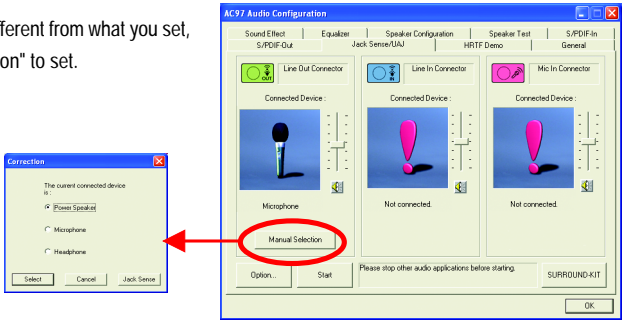 fferent from what you set,
on" to set.
AC97 Audio Configuration
Sound Effect Equalizer Speaker Configuration Speaker Test S/PDIF-In
S/PDIF-Out Jack Sense/UAJ HRTF Demo General
OUT Line Out Connector
IN Line In Connector
Mic In Connector
Connected Device :
Connected Device :
Connected Device :
Microphone
Not connected.
Not connected.
Manual Selection
Option... Start Please stop other audio applications before starting. SURROUND-KIT
OK
Correction
The current connected device
is :
Power Speaker
Microphone
Headphone
Select Cancel Jack Sense